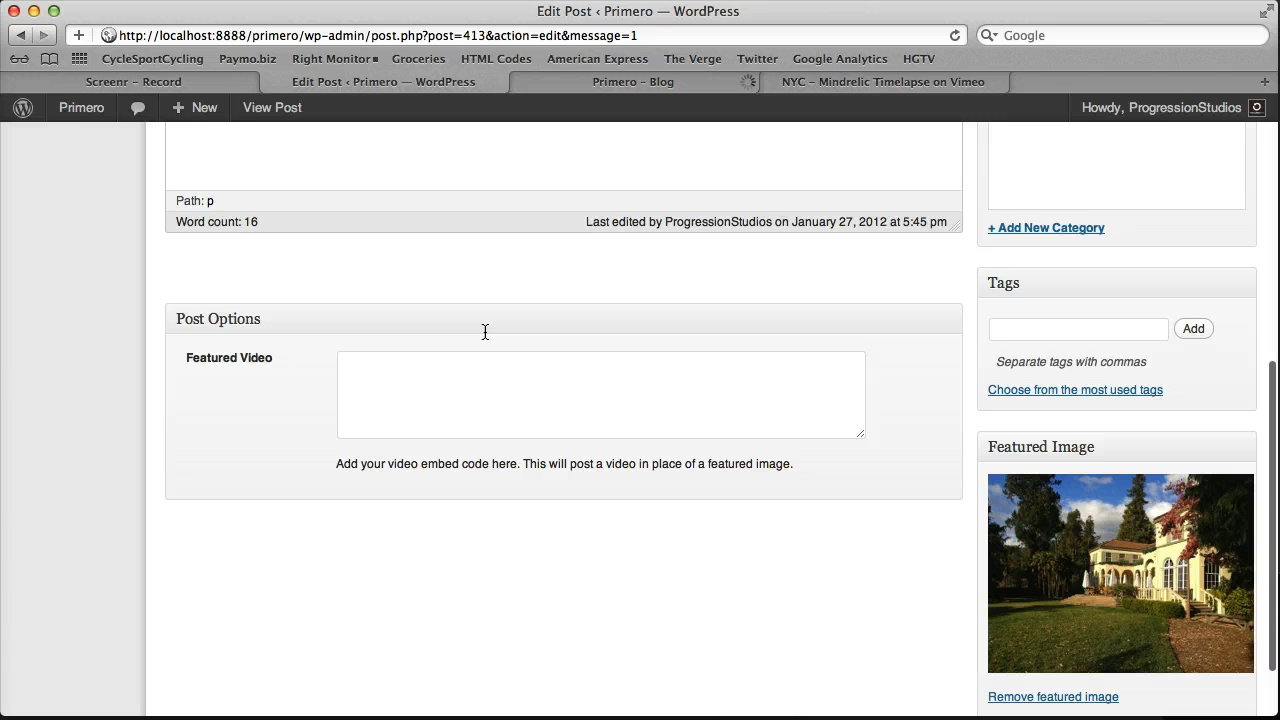 Edit Post ‹ Primero — WordPress
http://localhost:8888/primero/wp-admin/post.php?post=413&action=edit&message=1
Google
CycleSportCycling Paymo.biz Right Monitor Groceries HTML Codes American Express The Verge Twitter Google Analytics HGTV
Screenr – Record Edit Post ‹ Primero — WordPress Primero – Blog NYC – Mindrelic Timelapse on Vimeo
Primero + New View Post Howdy, ProgressionStudios
Path: p
Word count: 16 Last edited by ProgressionStudios on January 27, 2012 at 5:45 pm
+ Add New Category
Tags
Add
Separate tags with commas
Choose from the most used tags
Post Options
Featured Video
Add your video embed code here. This will post a video in place of a featured image.
Featured Image
Remove featured image